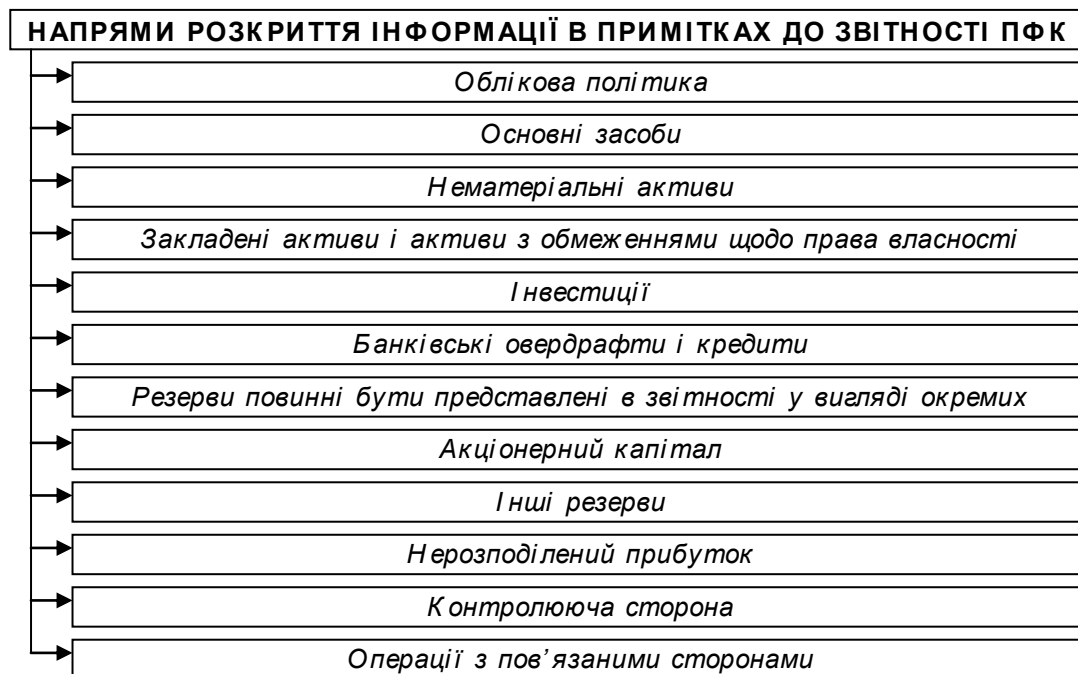 НАПРЯМИ РОЗКРИТТЯ ІНФОРМАЦІЇ В ПРИМІТКАХ ДО ЗВІТНОСТІ ПФК
Облікова політика
Основні засоби
Нематеріальні активи
Закладені активи і активи з обмеженнями щодо права власності
Інвестиції
Банківські овердрафти і кредити
Резерви повинні бути представлені в звітності у вигляді окремих
Акціонерний капітал
Інші резерви
Нерозподілений прибуток
Контролююча сторона
Операції з пов’язаними сторонами